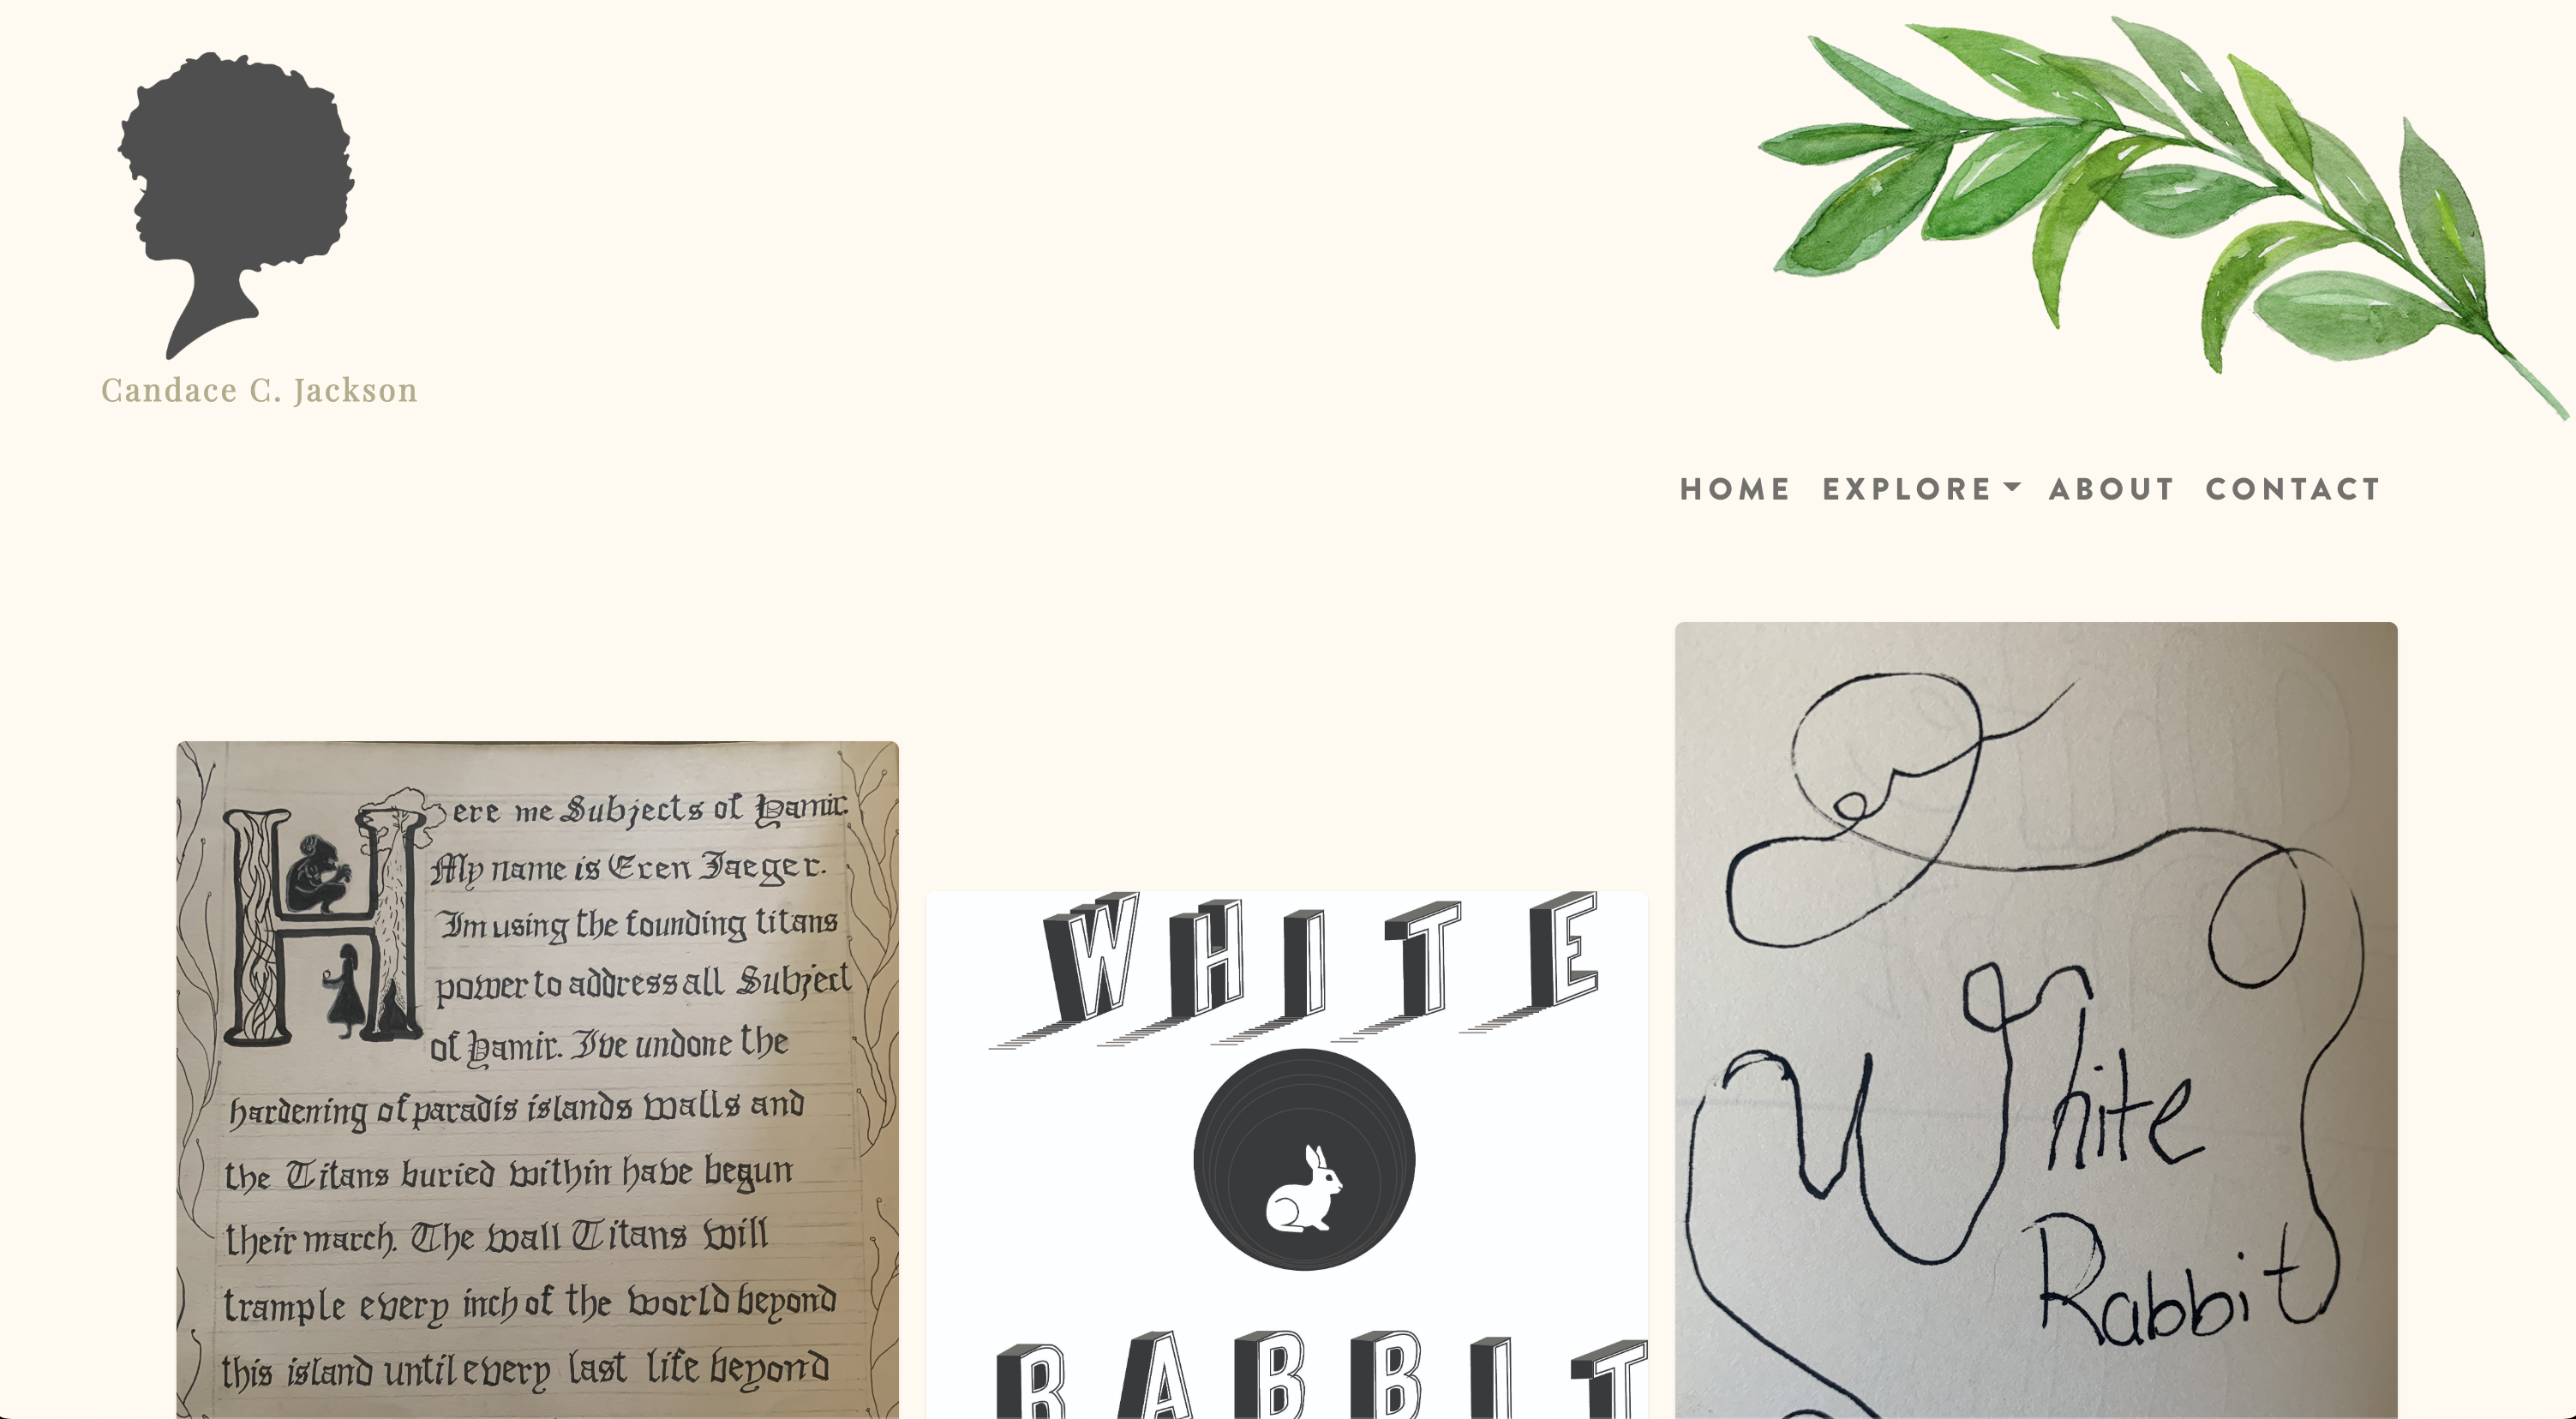 Candace C. Jackson
HOME EXPLORE ABOUT CONTACT
Here me Subjects of Yamir.
My name is Eren Jaeger.
Im using the founding titans
power to address all Subject
of Yamir. Ive undone the
hardening of paradis islands walls and
the Titans buried within have begun
their march. The wall Titans will
trample every inch of the world beyond
this island until every last life beyond
WHITE
RABBIT
White
Rabbit